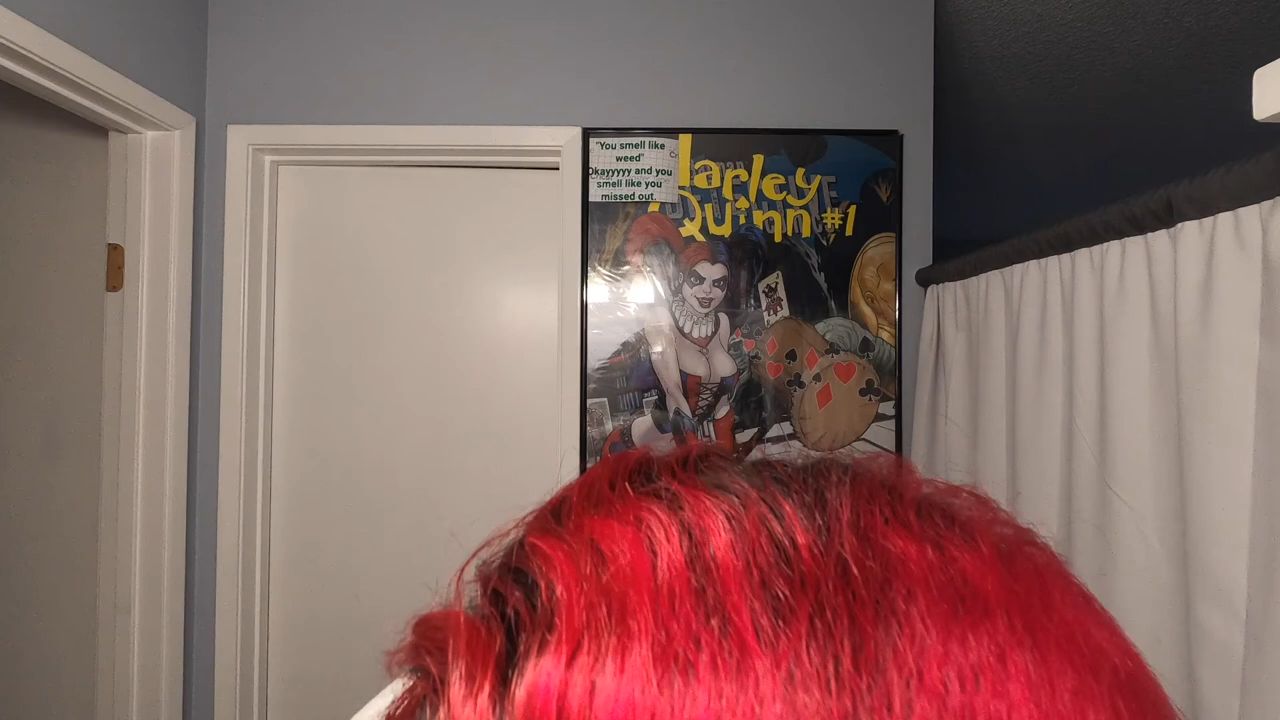 "You smell like
weed"
Okayyyyy and you
smell like you
missed out.
Harley
Quinn #1